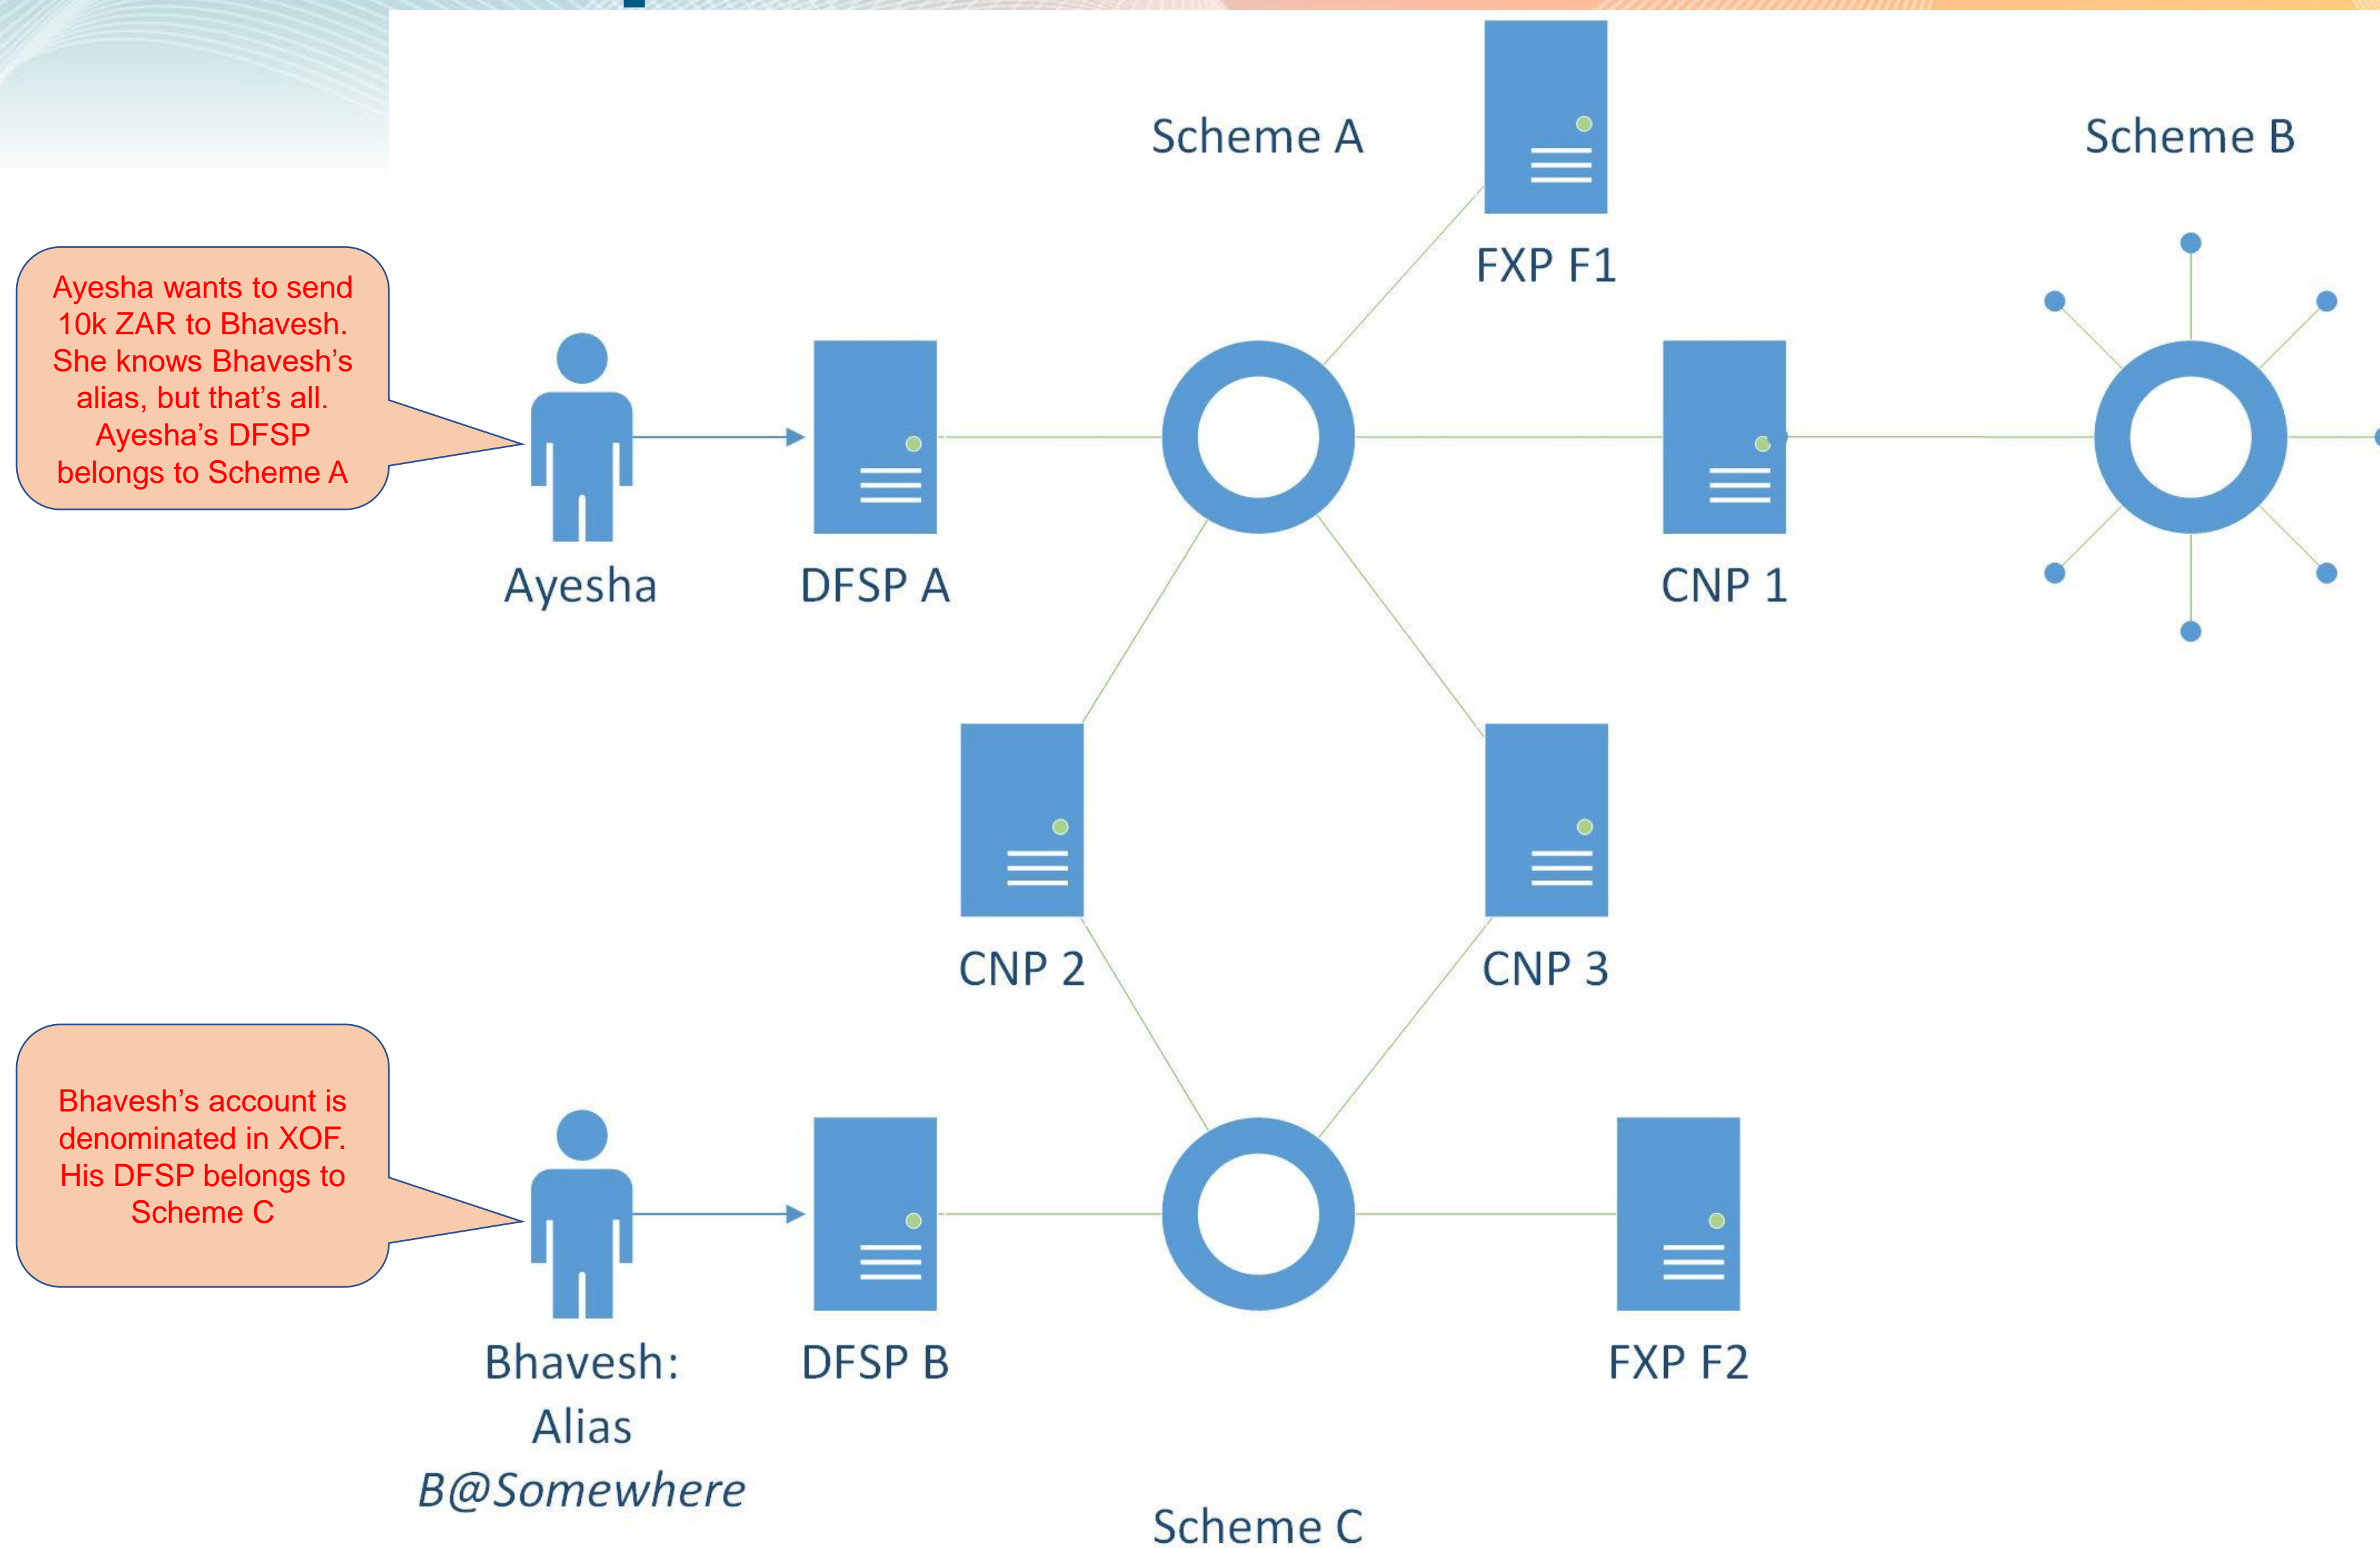 Scheme A
Scheme B
FXP F1
Ayesha wants to send
10k ZAR to Bhavesh.
She knows Bhavesh’s
alias, but that’s all.
Ayesha’s DFSP
belongs to Scheme A
Ayesha
DFSP A
CNP 1
CNP 2
CNP 3
Bhavesh’s account is
denominated in XOF.
His DFSP belongs to
Scheme C
Bhavesh:
Alias
B@Somewhere
DFSP B
FXP F2
Scheme C